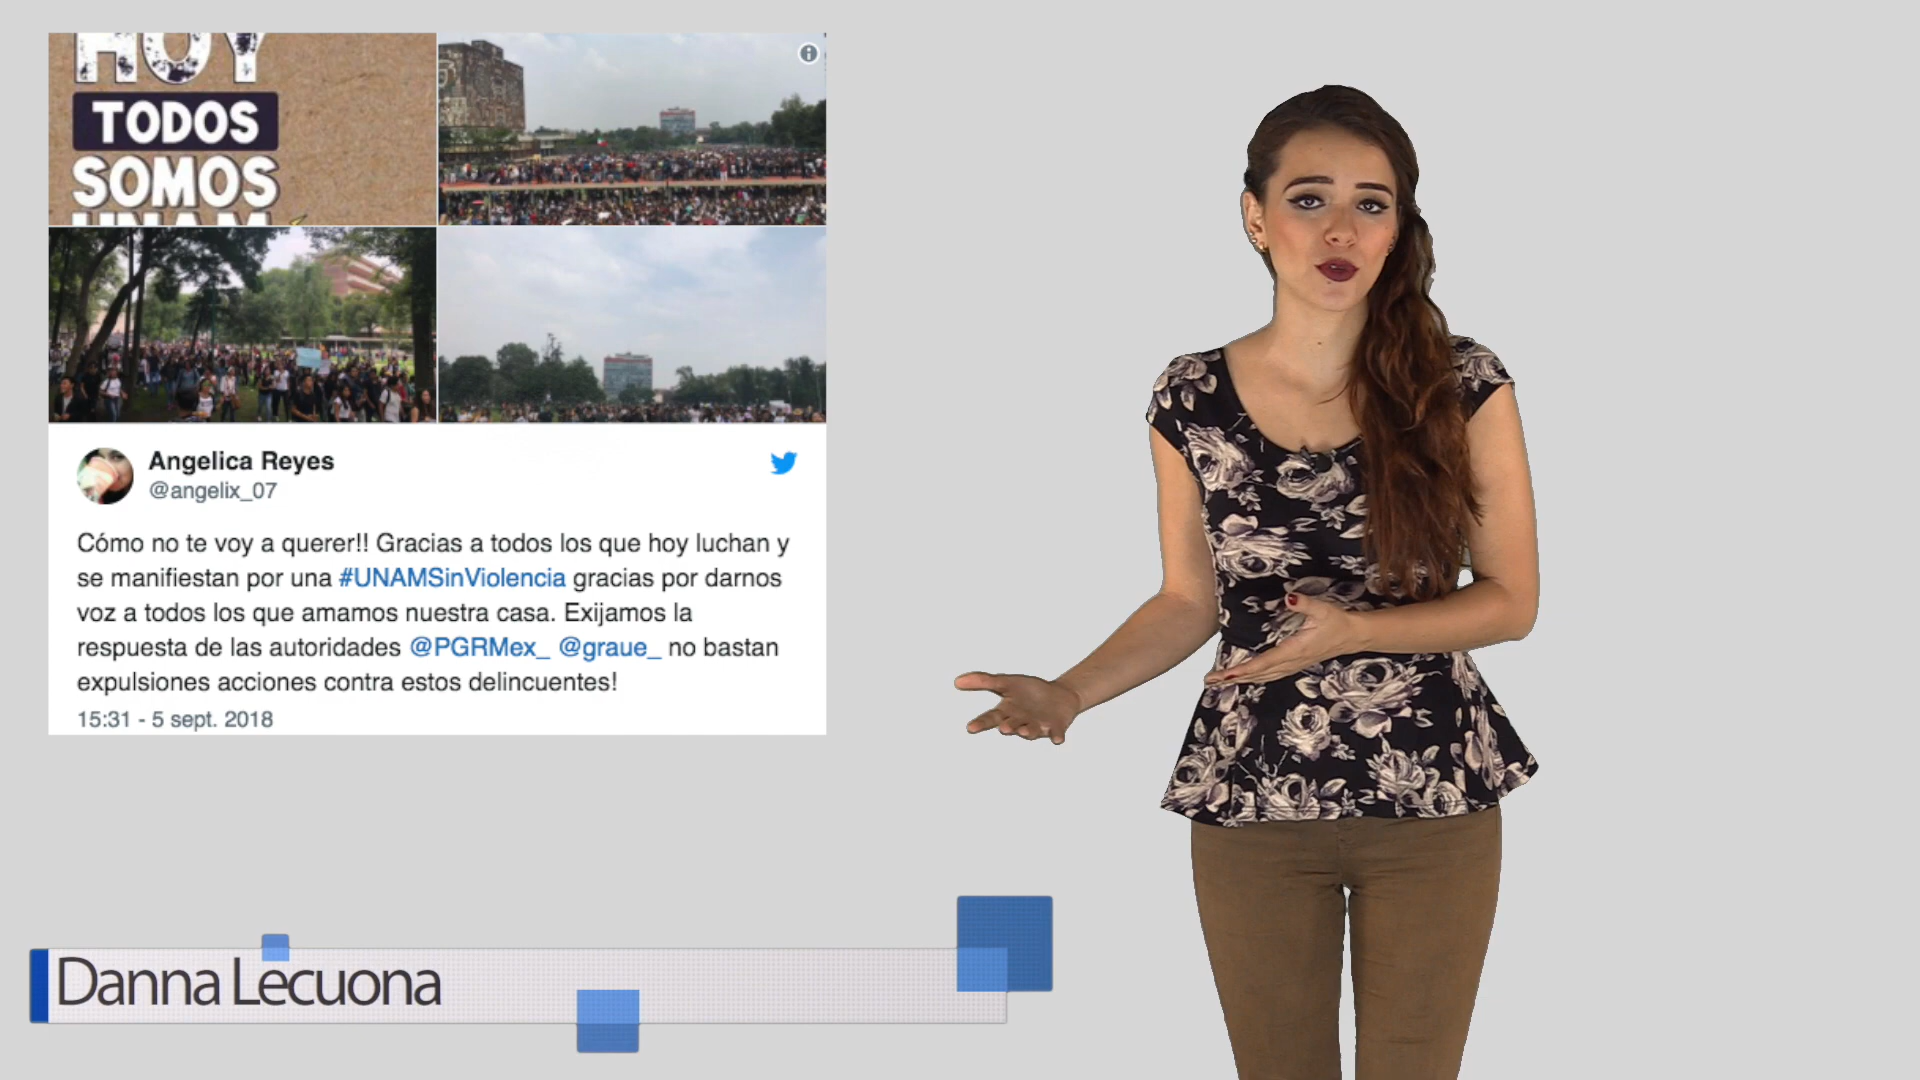 HOY
TODOS
SOMOS
UNAM
Angelica Reyes
@angelix_07
Cómo no te voy a querer!! Gracias a todos los que hoy luchan y
se manifiestan por una #UNAMSinViolencia gracias por darnos
voz a todos los que amamos nuestra casa. Exijamos la
respuesta de las autoridades @PGRMex_ @graue_ no bastan
expulsiones acciones contra estos delincuentes!
15:31 - 5 sept. 2018
Danna Lecuona